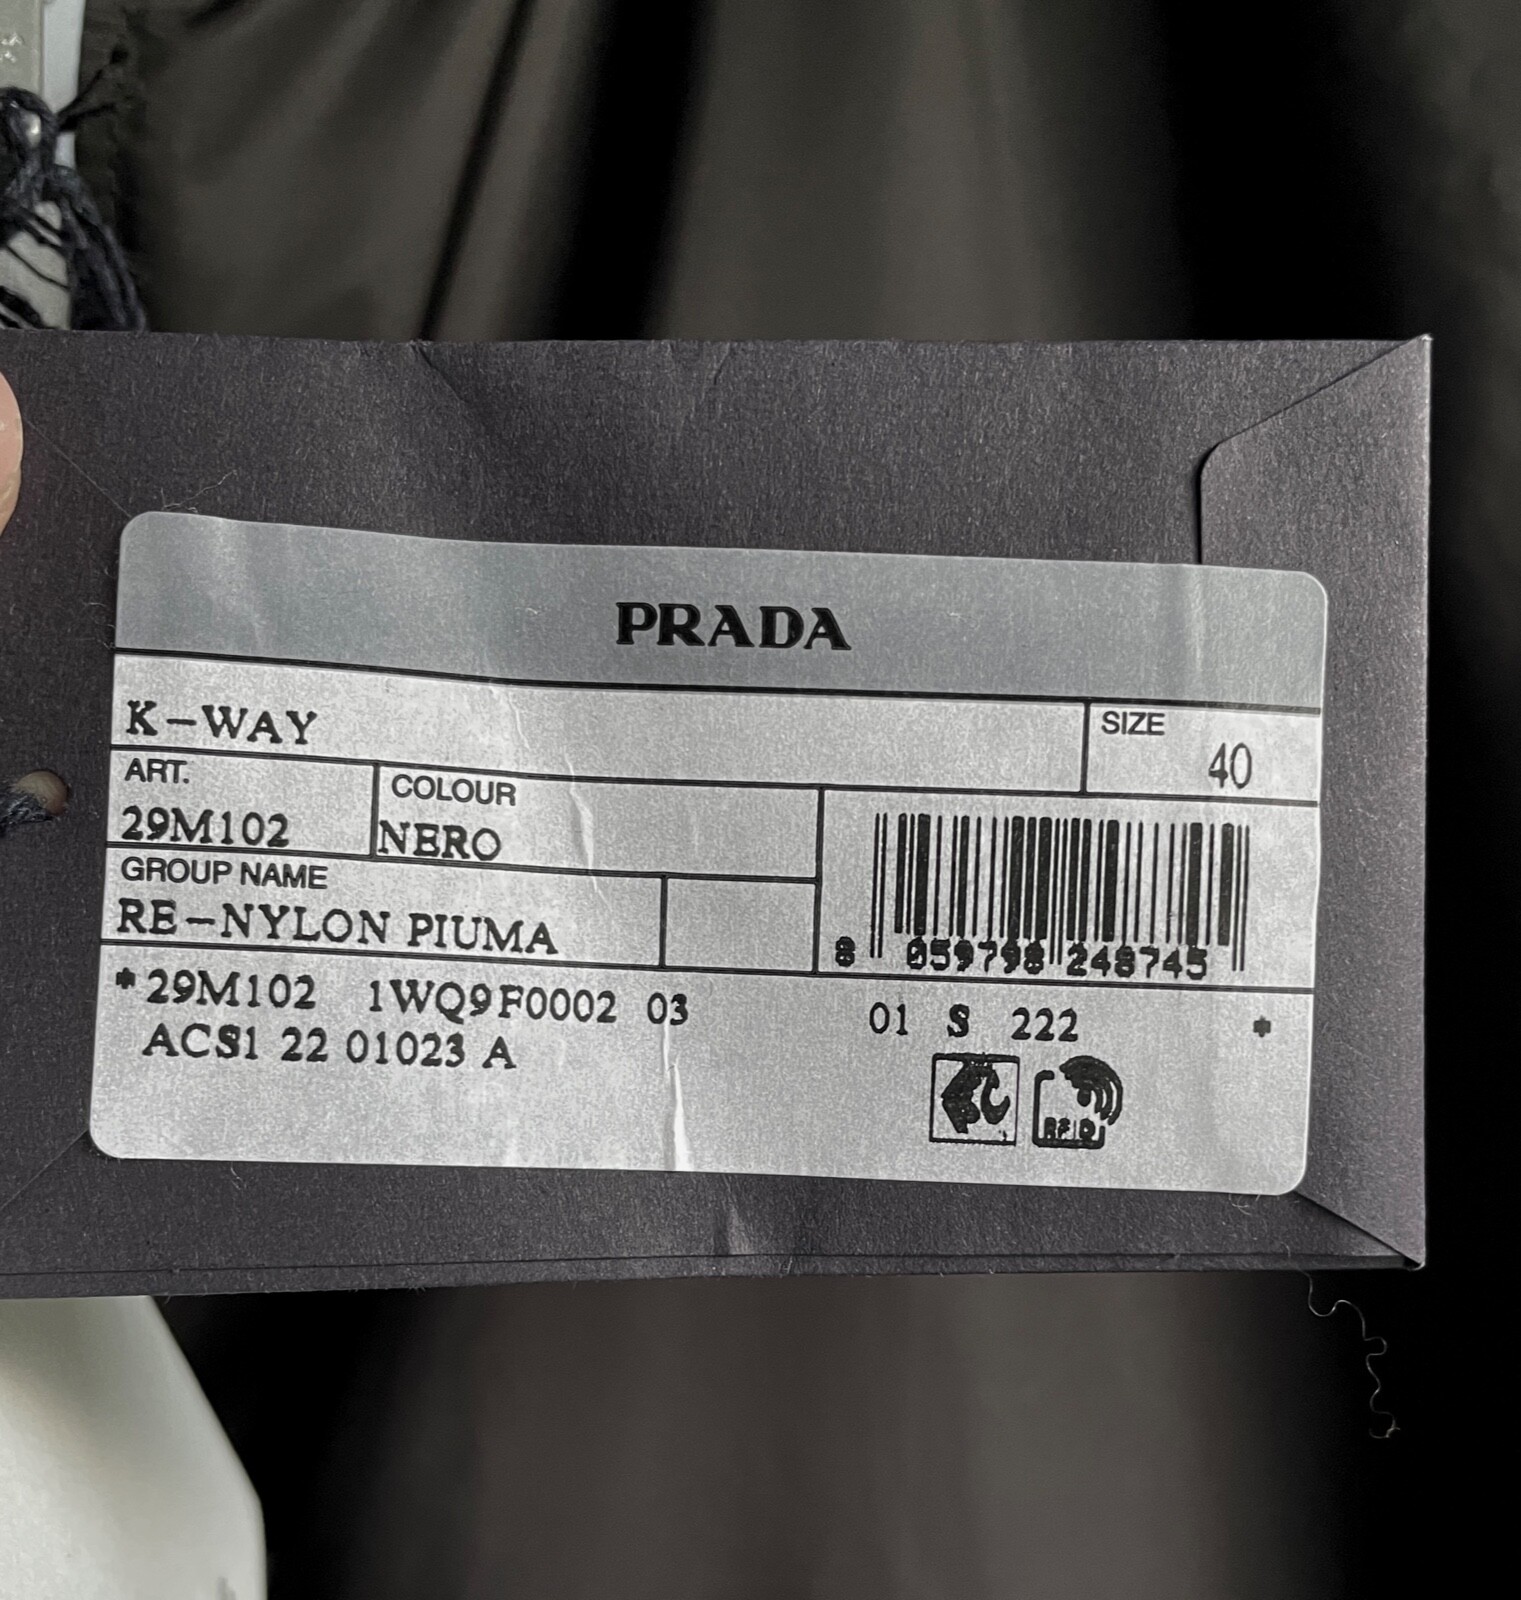 PRADA
K-WAY
SIZE
40
ART.
29M102
COLOUR
NERO
GROUP NAME
RE-NYLON PIUMA
8 059798 248745
*29M102 1WQ9F0002 03 01 S 222 *
ACS1 22 01023 A
RFID